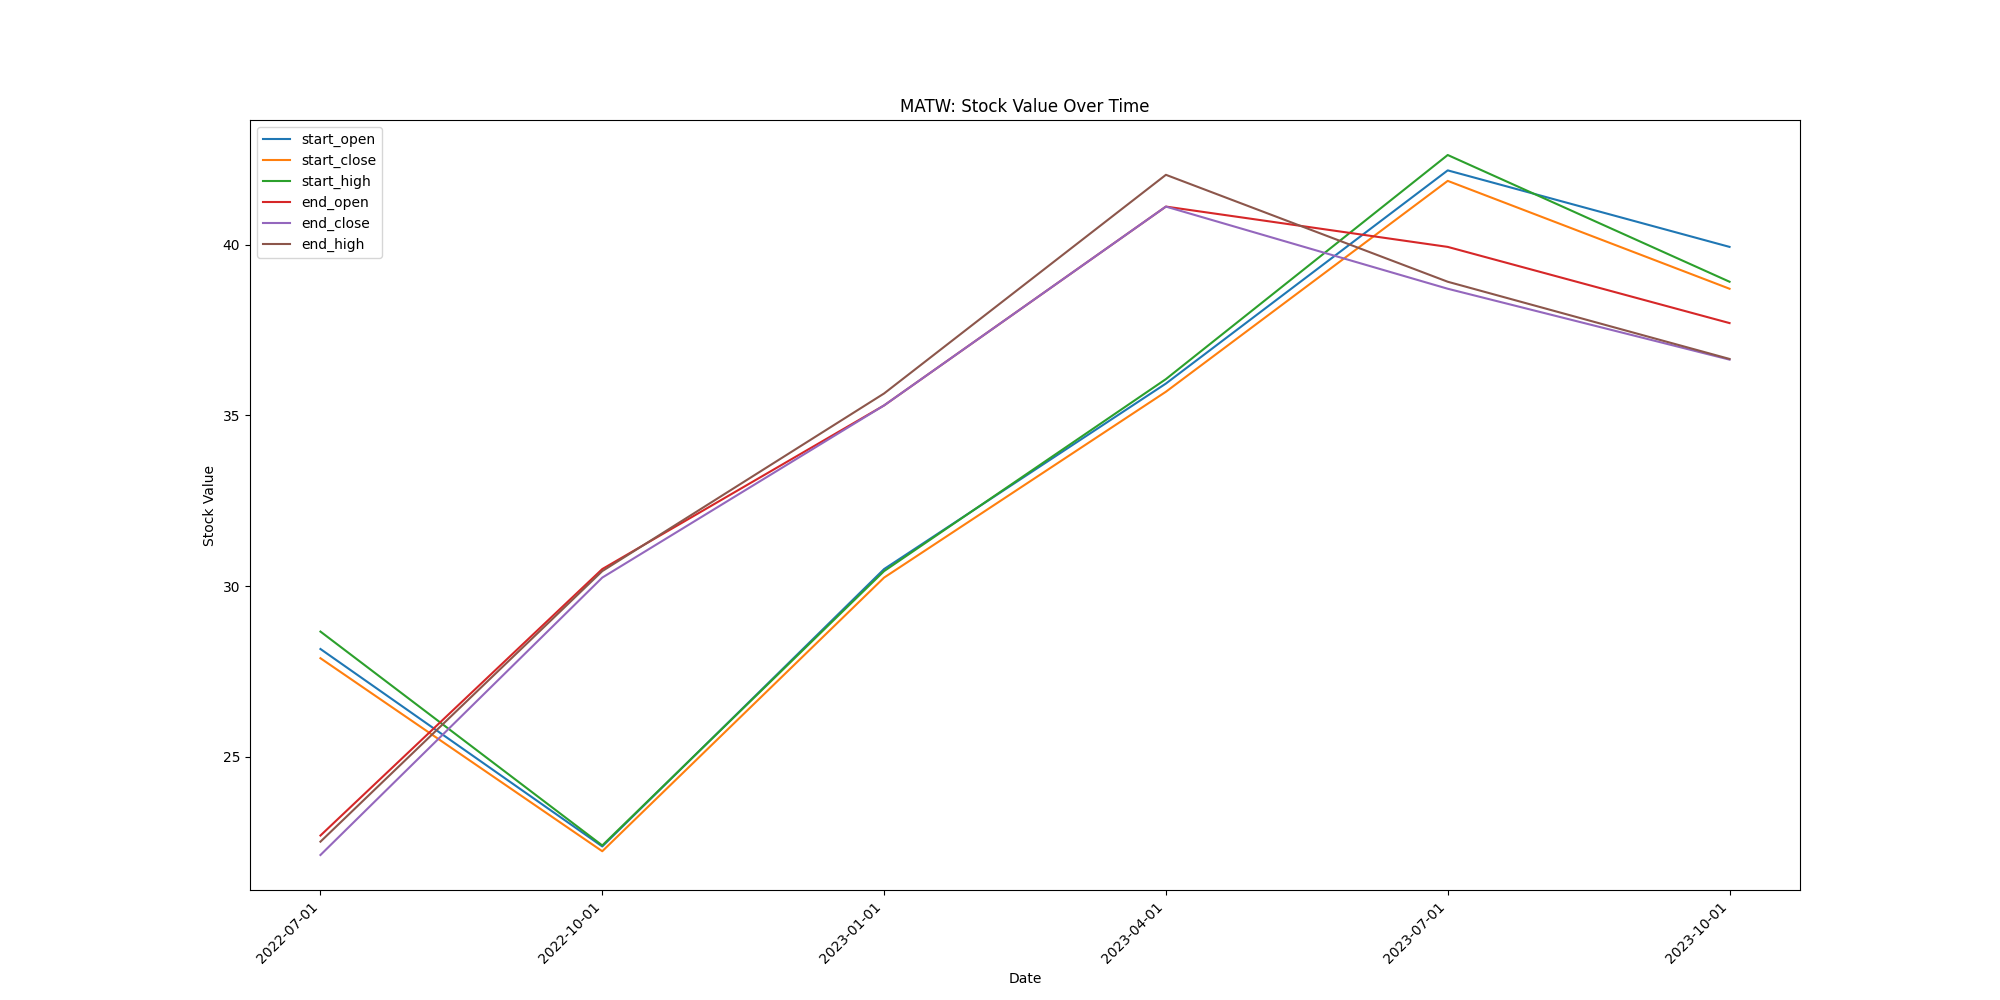 MATW: Stock Value Over Time
start_open
start_close
start_high
end_open
end_close
end_high
40
35
30
25
Stock Value
2022-07-01
2022-10-01
2023-01-01
2023-04-01
2023-07-01
2023-10-01
Date